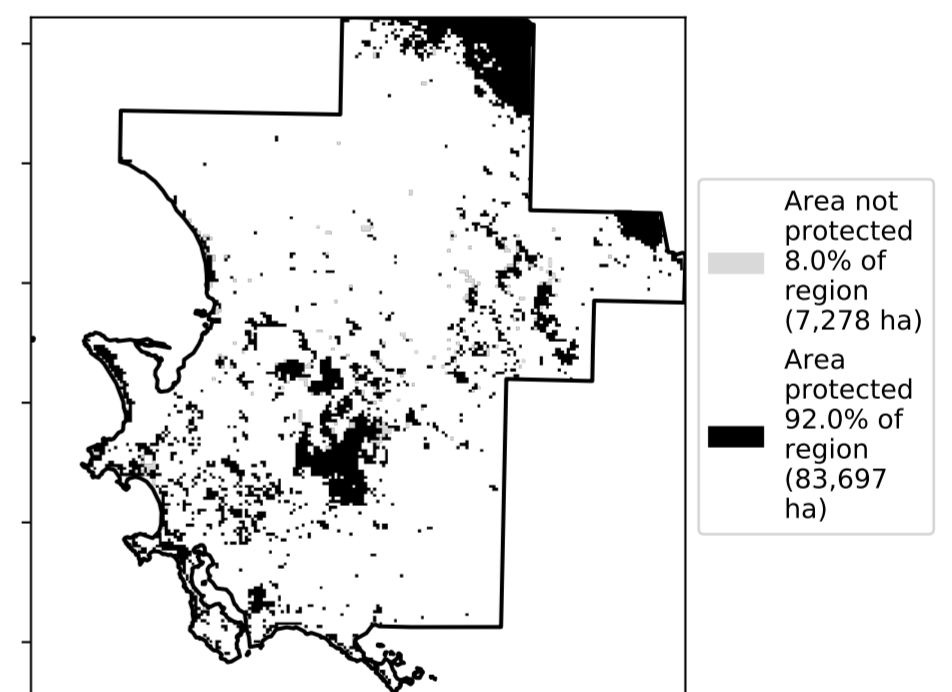 Area not
protected
8.0% of
region
(7,278 ha)
Area
protected
92.0% of
region
(83,697
ha)